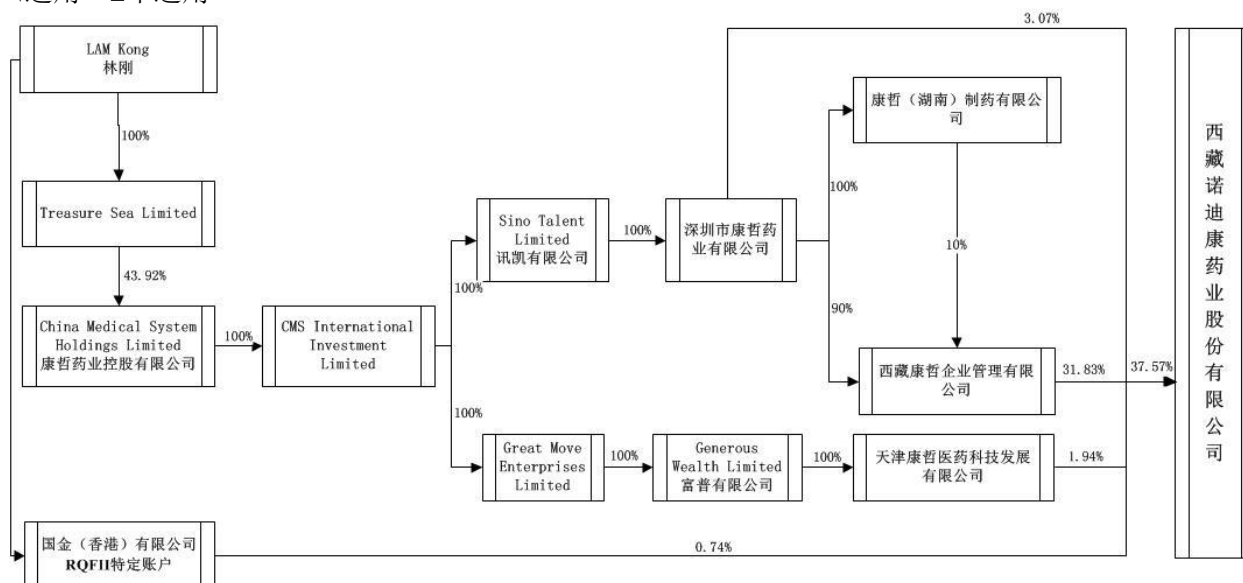 3.07%
LAM Kong
林刚
100%
Treasure Sea Limited
43.92%
China Medical System
Holdings Limited
康哲药业控股有限公司
100%
CMS International
Investment
Limited
100%
Sino Talent
Limited
讯凯有限公司
100%
深圳市康哲药
业有限公司
100%
康哲（湖南）制药有限公
司
10%
90%
西藏康哲企业管理有限
公司
31.83%
37.57%
100%
Great Move
Enterprises
Limited
100%
Generous
Wealth Limited
富普有限公司
100%
天津康哲医药科技发展
有限公司
1.94%
国金（香港）有限公司
RQFII特定账户
0.74%
西藏诺迪康药业股份有限公司